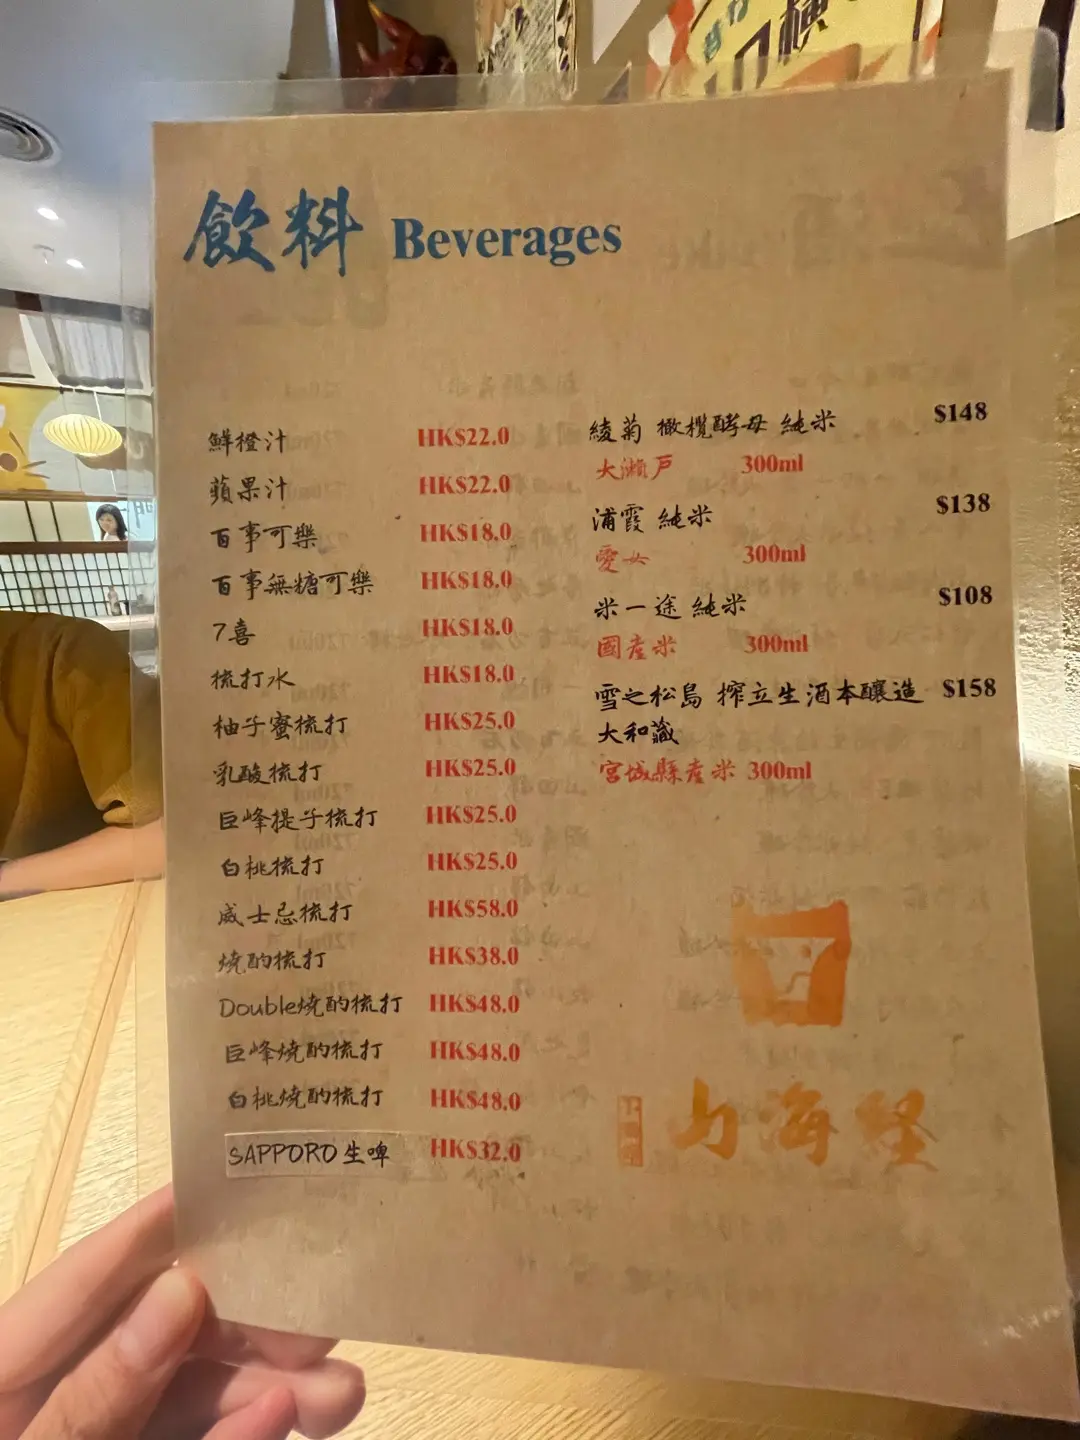 飲料 Beverages
鮮橙汁 HK$22.0
蘋果汁 HK$22.0
百事可樂 HK$18.0
百事無糖可樂 HK$18.0
7喜 HK$18.0
梳打水 HK$18.0
柚子蜜梳打 HK$25.0
乳酸梳打 HK$25.0
巨峰提子梳打 HK$25.0
白桃梳打 HK$25.0
威士忌梳打 HK$58.0
燒酌梳打 HK$38.0
Double燒酌梳打 HK$48.0
巨峰燒酌梳打 HK$48.0
白桃燒酌梳打 HK$48.0
SAPPORO生啤 HK$32.0
綾菊 橄欖酵母 純米 $148
大瀨戶 300ml
浦霞 純米 $138
愛女 300ml
米一途 純米 $108
國產米 300ml
雪之松島 搾立生酒本釀造 $158
大和藏
宮城縣產米 300ml
山海経